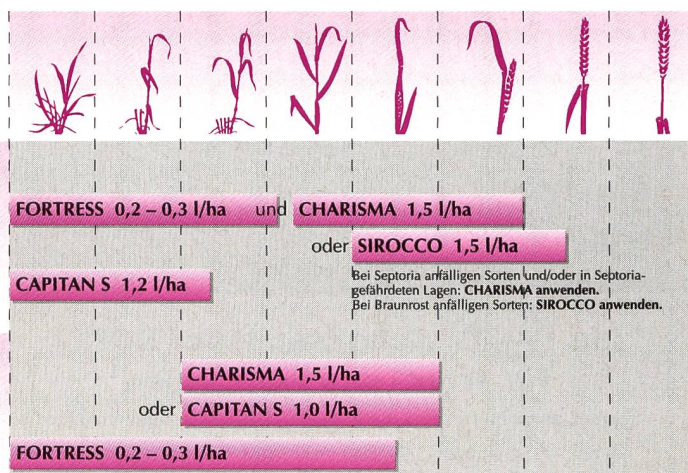 FORTRESS 0,2 – 0,3 l/ha und CHARISMA 1,5 l/ha
oder SIROCCO 1,5 l/ha
CAPITAN S 1,2 l/ha
Bei Septoria anfälligen Sorten und/oder in Septoria-
gefährdeten Lagen: CHARISMA anwenden.
Bei Braunrost anfälligen Sorten: SIROCCO anwenden.
CHARISMA 1,5 l/ha
oder CAPITAN S 1,0 l/ha
FORTRESS 0,2 – 0,3 l/ha